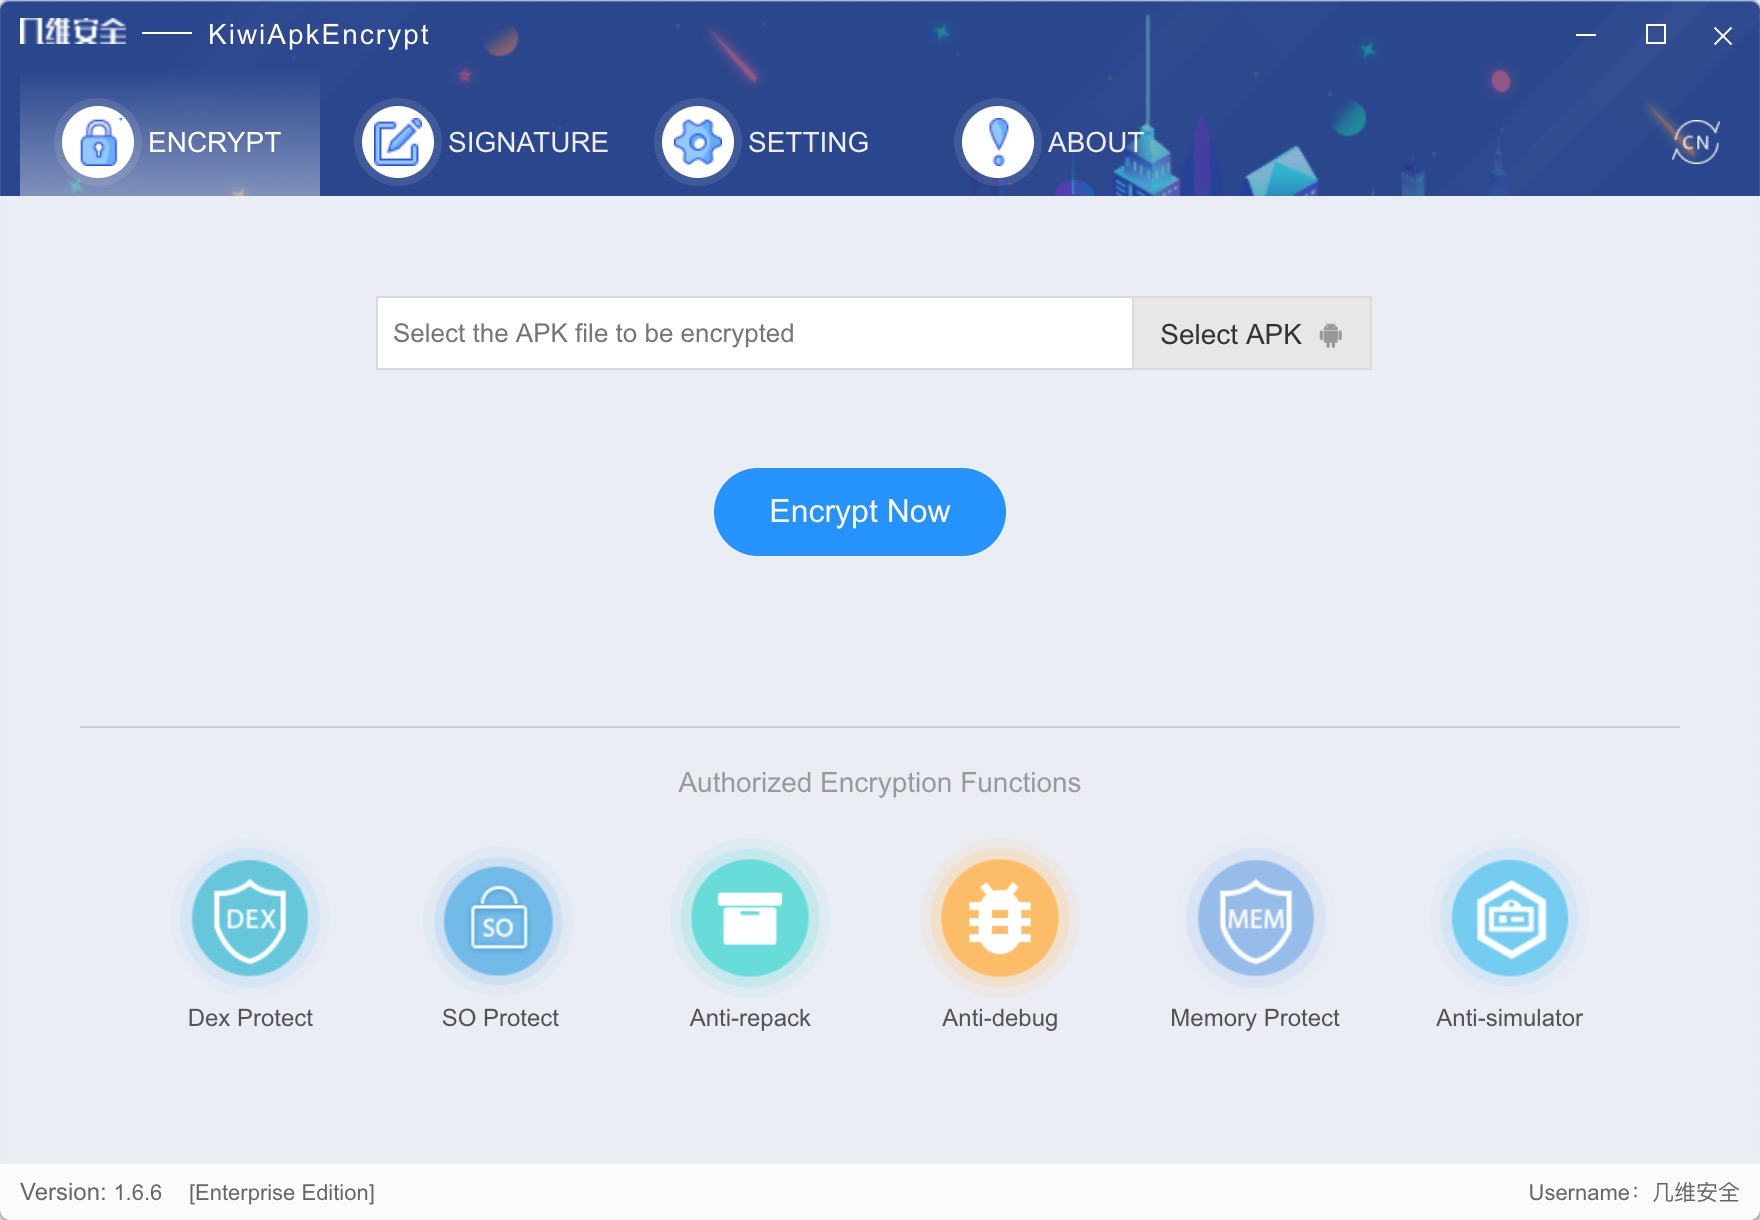 几维安全 —— KiwiApkEncrypt
ENCRYPT
SIGNATURE
SETTING
ABOUT
CN
Select the APK file to be encrypted
Select APK
Encrypt Now
Authorized Encryption Functions
DEX
SO
MEM
Dex Protect
SO Protect
Anti-repack
Anti-debug
Memory Protect
Anti-simulator
Version: 1.6.6 [Enterprise Edition]
Username：几维安全